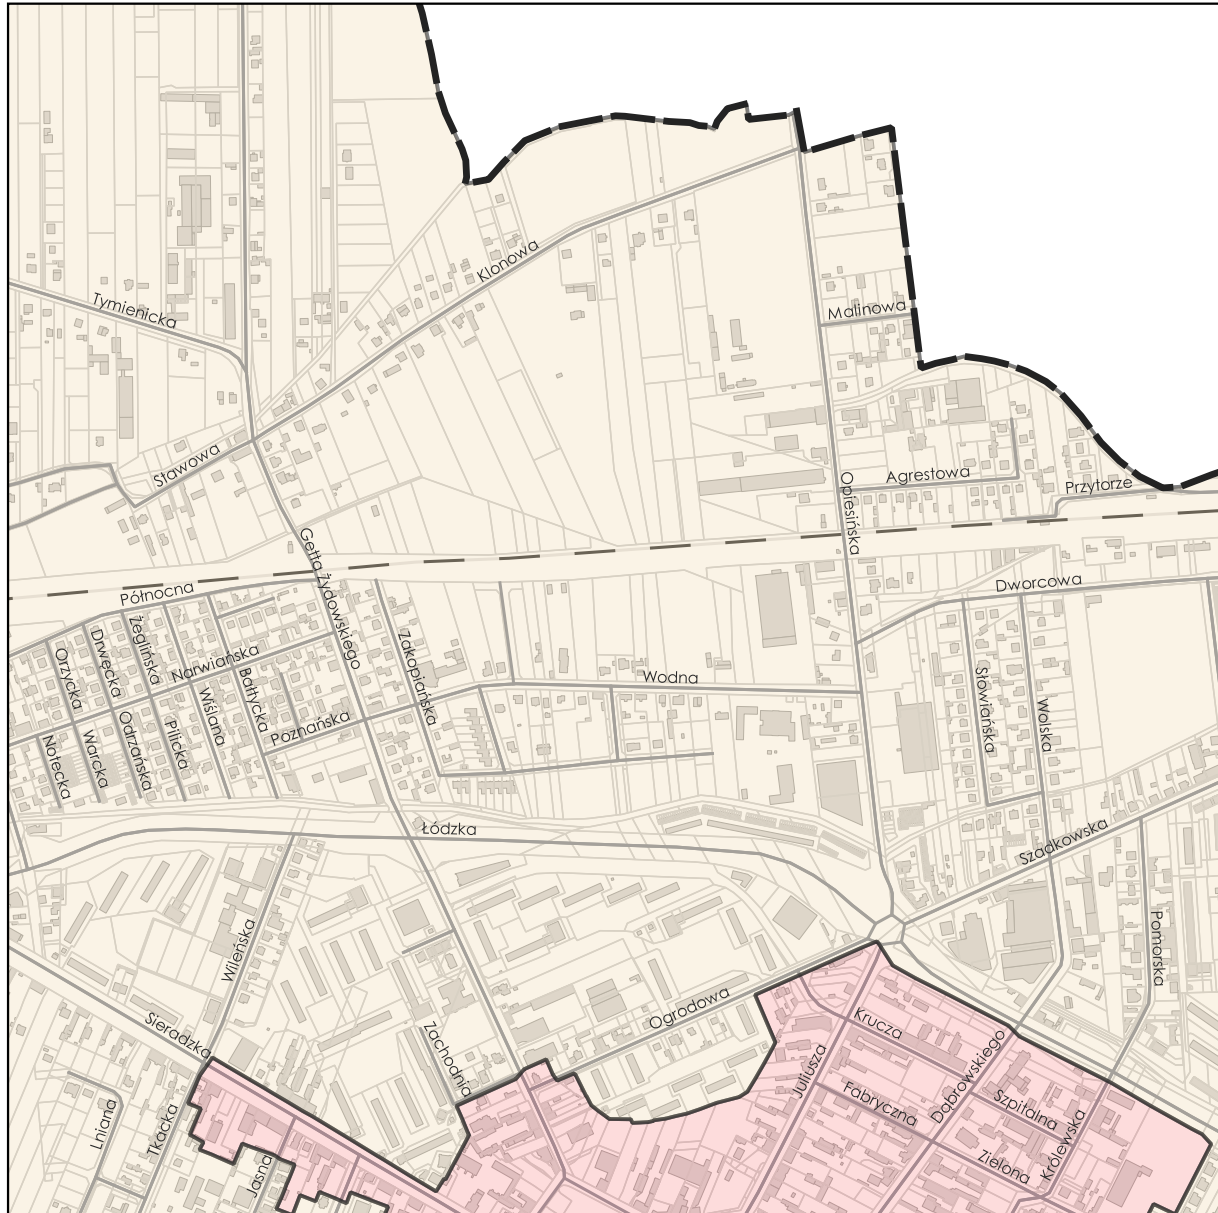 Klonowa
Tymienicka
Malinowa
Stawowa
Agrestowa
Przytorze
Opiesińska
Getta Żydowskiego
Północna
Dworcowa
Żeglińska
Drwęcka
Orzycka
Narwiańska
Zakopiańska
Wodna
Bałtycka
Wiślana
Słowiańska
Wolska
Poznańska
Odrzańska
Pilicka
Warcka
Notecka
Łódzka
Szadkowska
Wileńska
Pomorska
Ogrodowa
Sieradzka
Zachodnia
Krucza
Juliusza
Dąbrowskiego
Fabryczna
Szpitalna
Lniana
Tkacka
Jasna
Zielona
Królewska